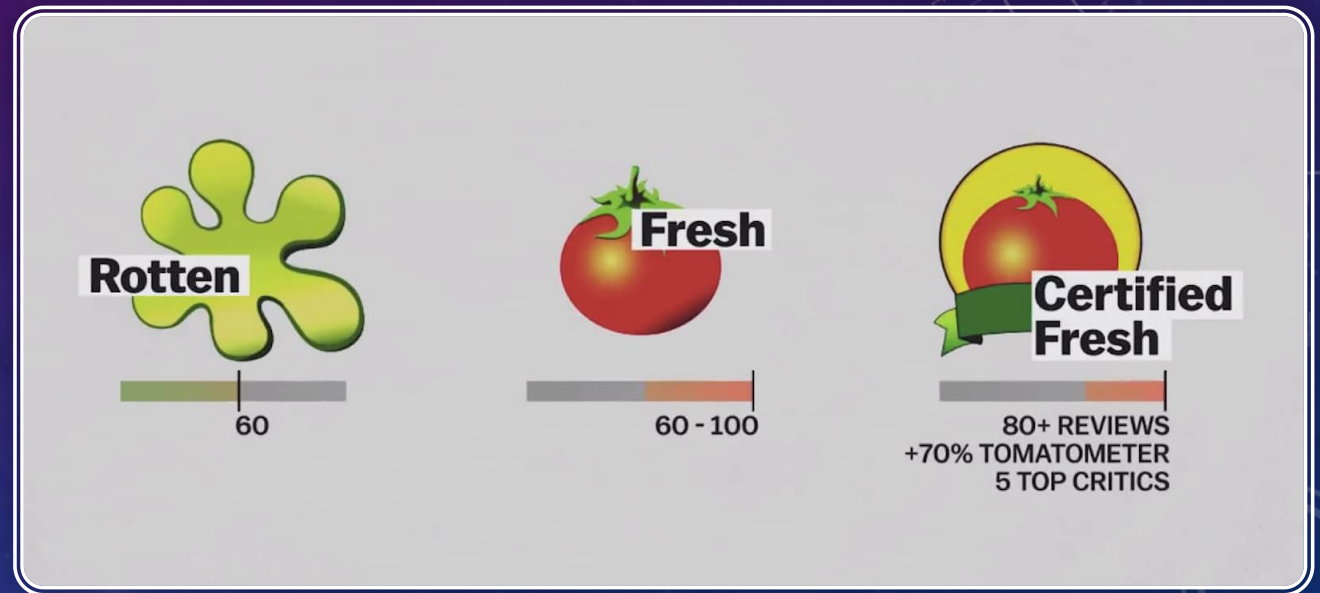 Rotten
60
Fresh
60 - 100
Certified
Fresh
80+ REVIEWS
+70% TOMATOMETER
5 TOP CRITICS